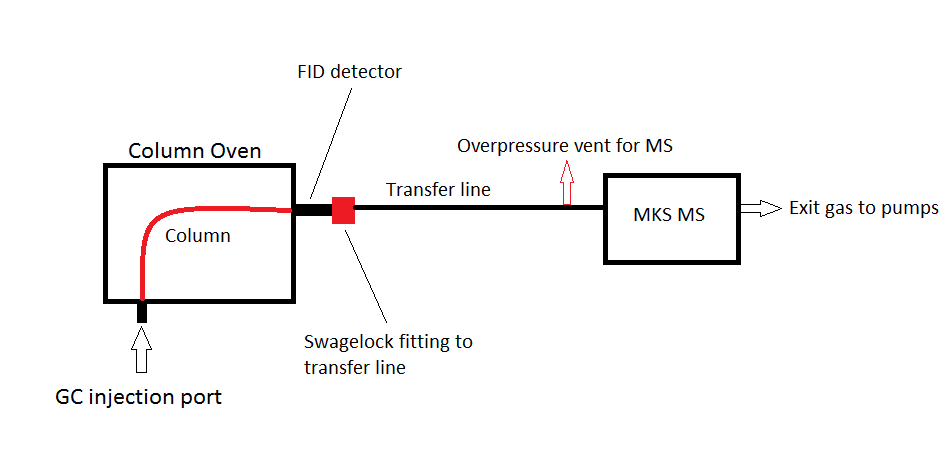 FID detector
Column Oven
Overpressure vent for MS
Transfer line
Column
MKS MS
Exit gas to pumps
Swagelock fitting to
transfer line
GC injection port